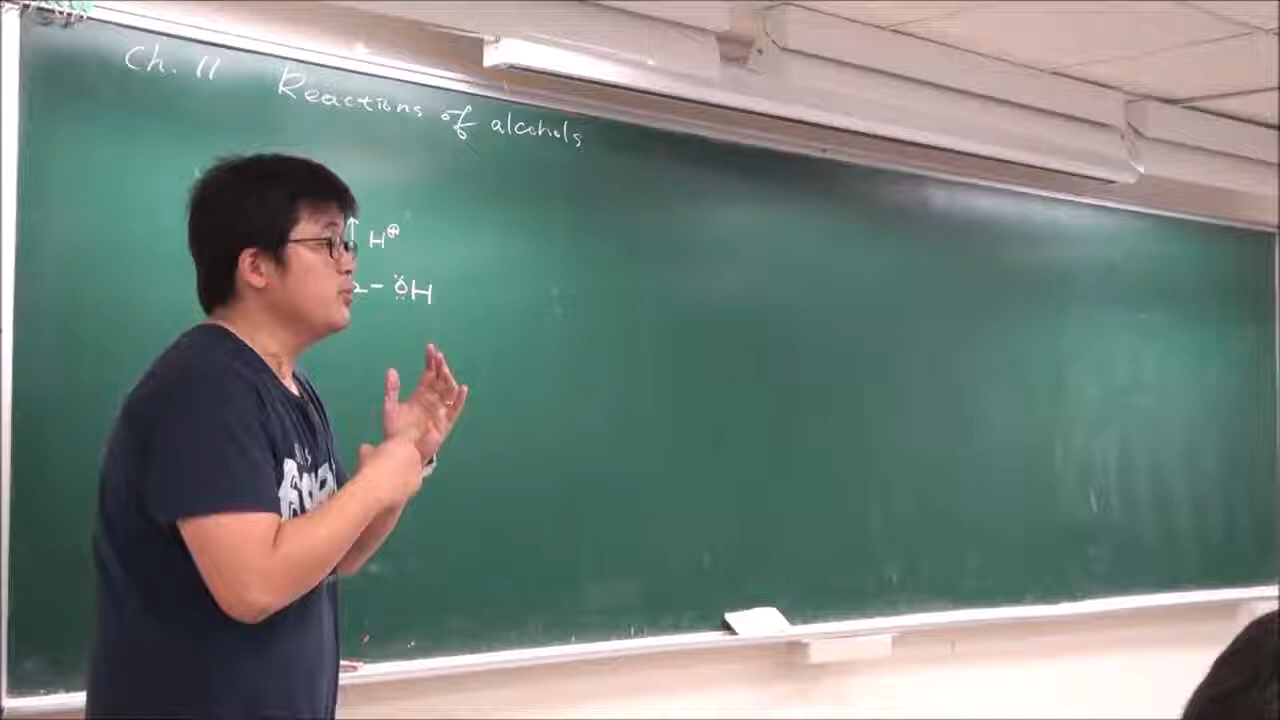 Ch. 11 Reactions of alcohols
↑ H⊕
- ÖH